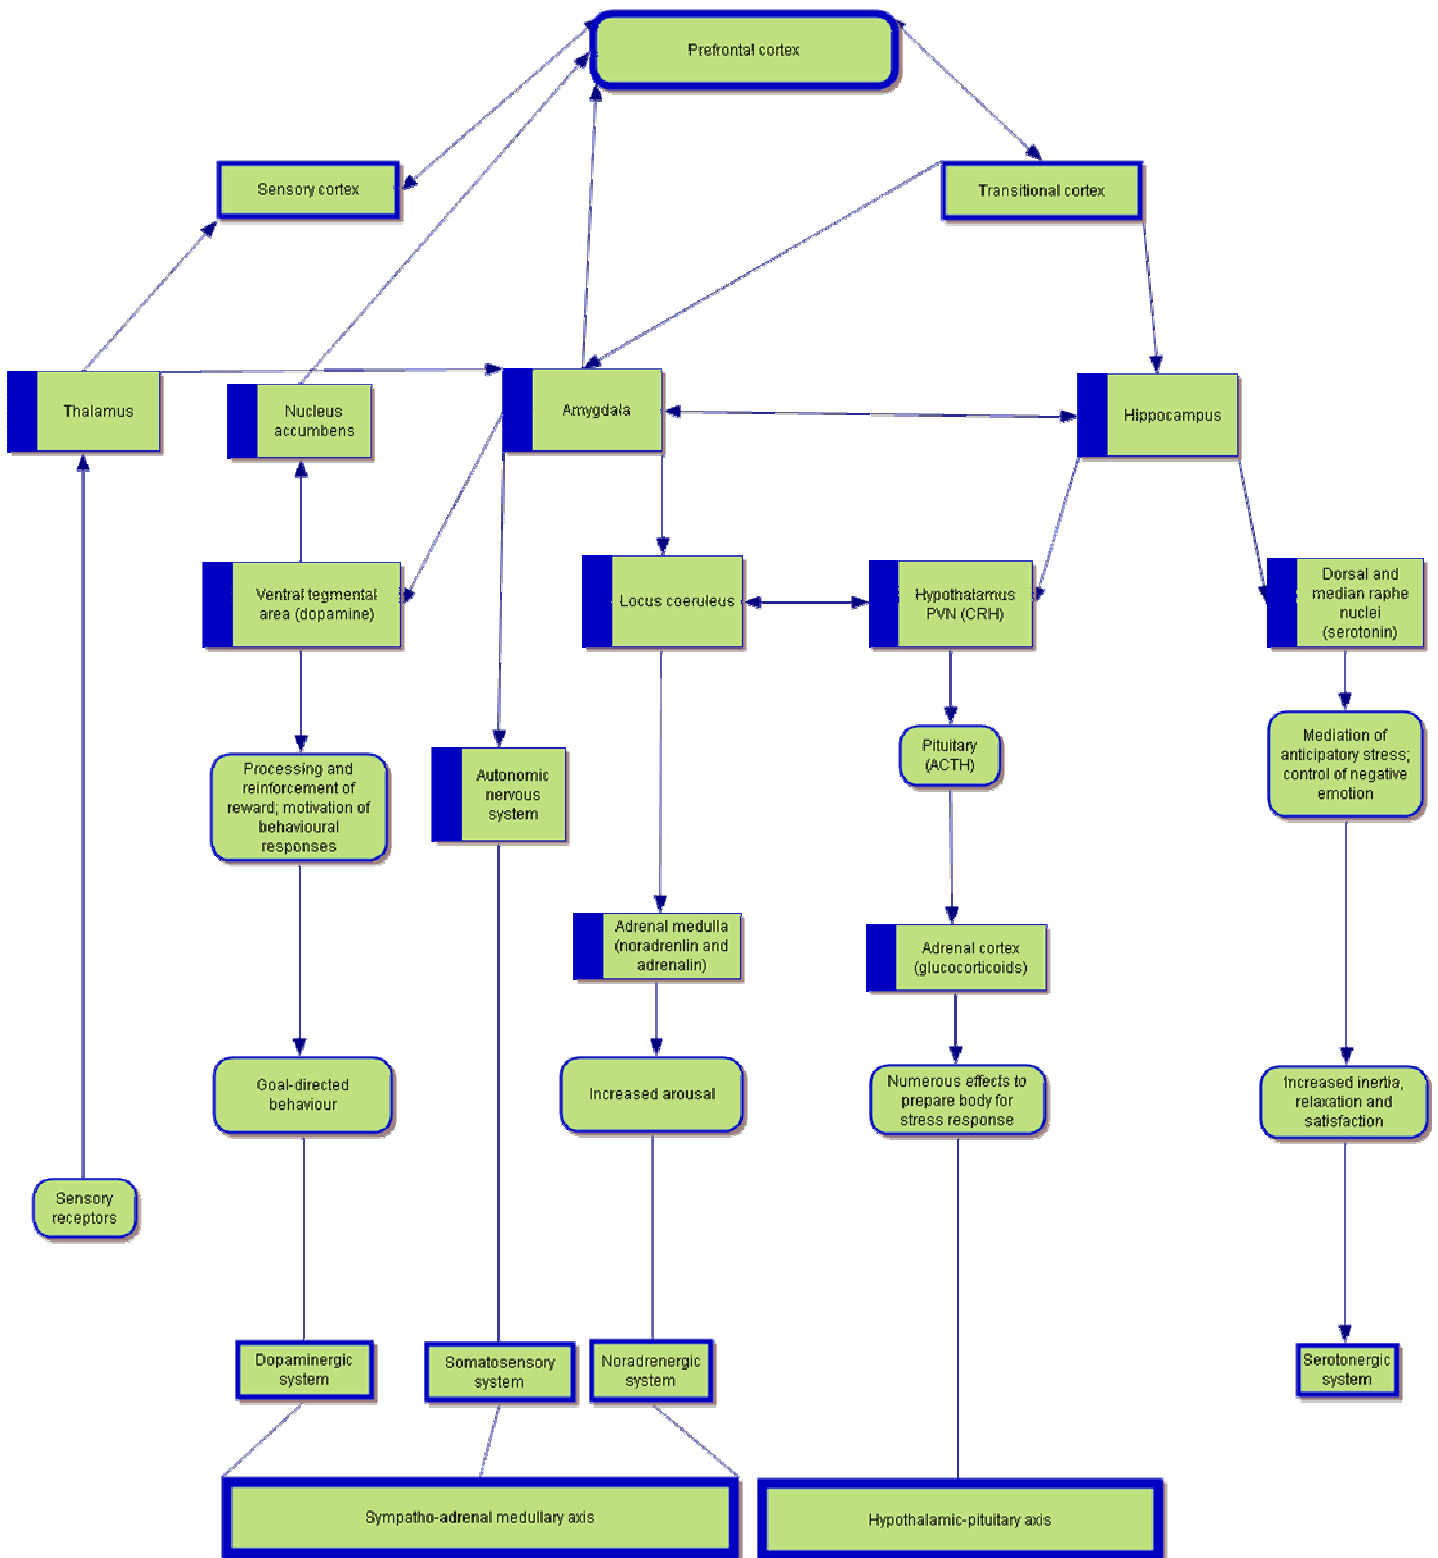 Prefrontal cortex
Sensory cortex
Transitional cortex
Thalamus
Nucleus
accumbens
Amygdala
Hippocampus
Ventral tegmental
area (dopamine)
Locus coeruleus
Hypothalamus
PVN (CRH)
Dorsal and
median raphe
nuclei
(serotonin)
Processing and
reinforcement of
reward; motivation of
behavioural
responses
Autonomic
nervous
system
Pituitary
(ACTH)
Mediation of
anticipatory stress;
control of negative
emotion
Adrenal medulla
(noradrenlin and
adrenalin)
Adrenal cortex
(glucocorticoids)
Goal-directed
behaviour
Increased arousal
Numerous effects to
prepare body for
stress response
Increased inertia,
relaxation and
satisfaction
Sensory
receptors
Dopaminergic
system
Somatosensory
system
Noradrenergic
system
Serotonergic
system
Sympatho-adrenal medullary axis
Hypothalamic-pituitary axis